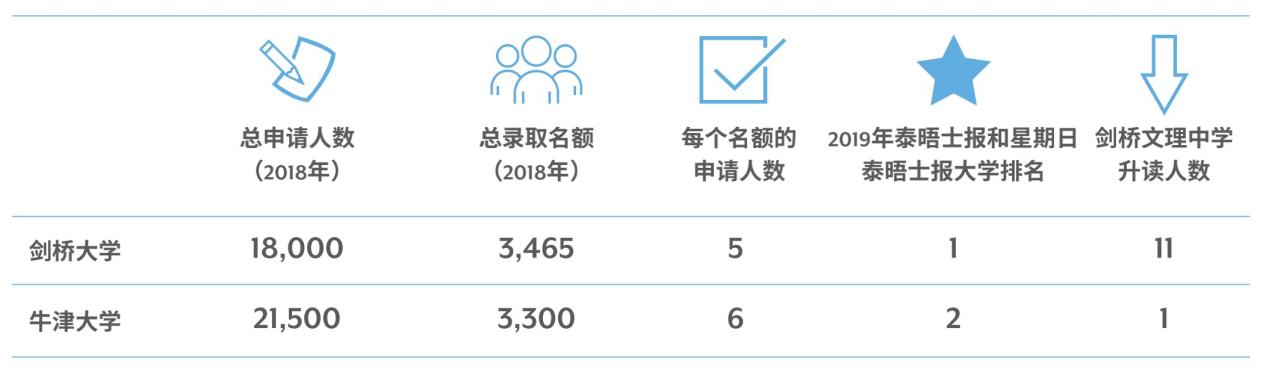 总申请人数
（2018年）
总录取名额
（2018年）
每个名额的
申请人数
2019年泰晤士报和星期日
泰晤士报大学排名
剑桥文理中学
升读人数
剑桥大学 18,000 3,465 5 1 11
牛津大学 21,500 3,300 6 2 1